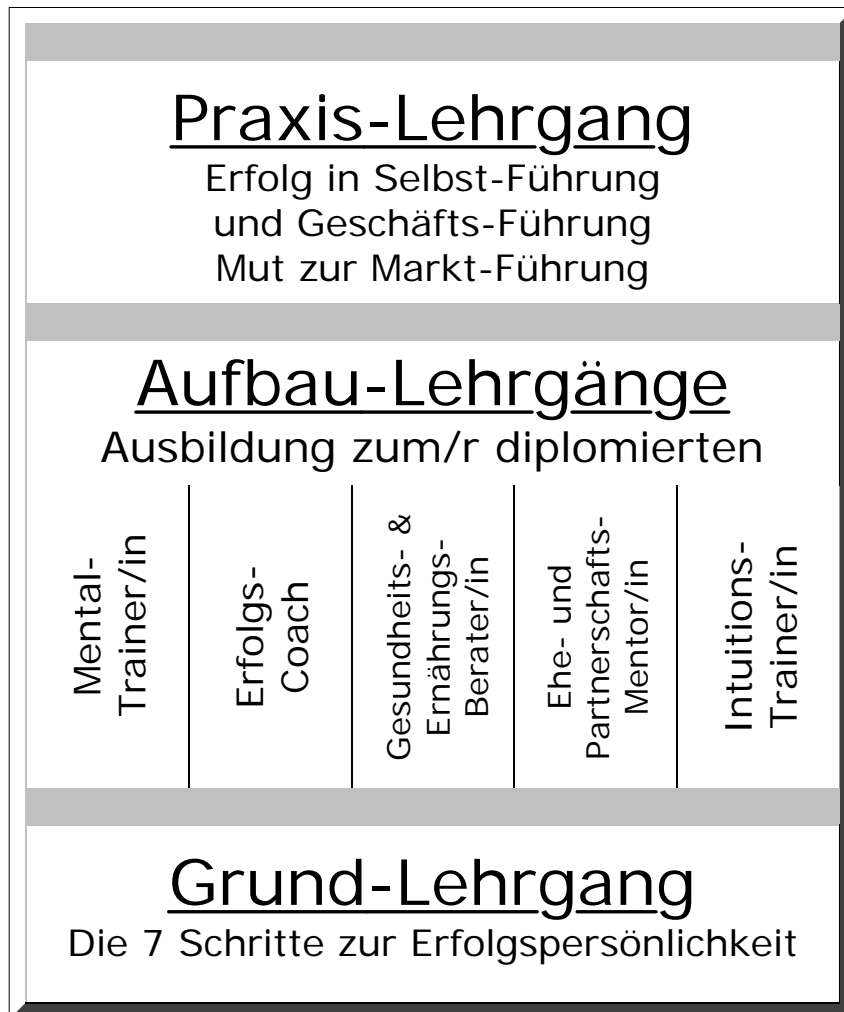 Praxis-Lehrgang
Erfolg in Selbst-Führung
und Geschäfts-Führung
Mut zur Markt-Führung
Aufbau-Lehrgänge
Ausbildung zum/r diplomierten
Mental-
Trainer/in
Erfolgs-
Coach
Gesundheits- &
Ernährungs-
Berater/in
Ehe- und
Partnerschafts-
Mentor/in
Intuitions-
Trainer/in
Grund-Lehrgang
Die 7 Schritte zur Erfolgspersönlichkeit